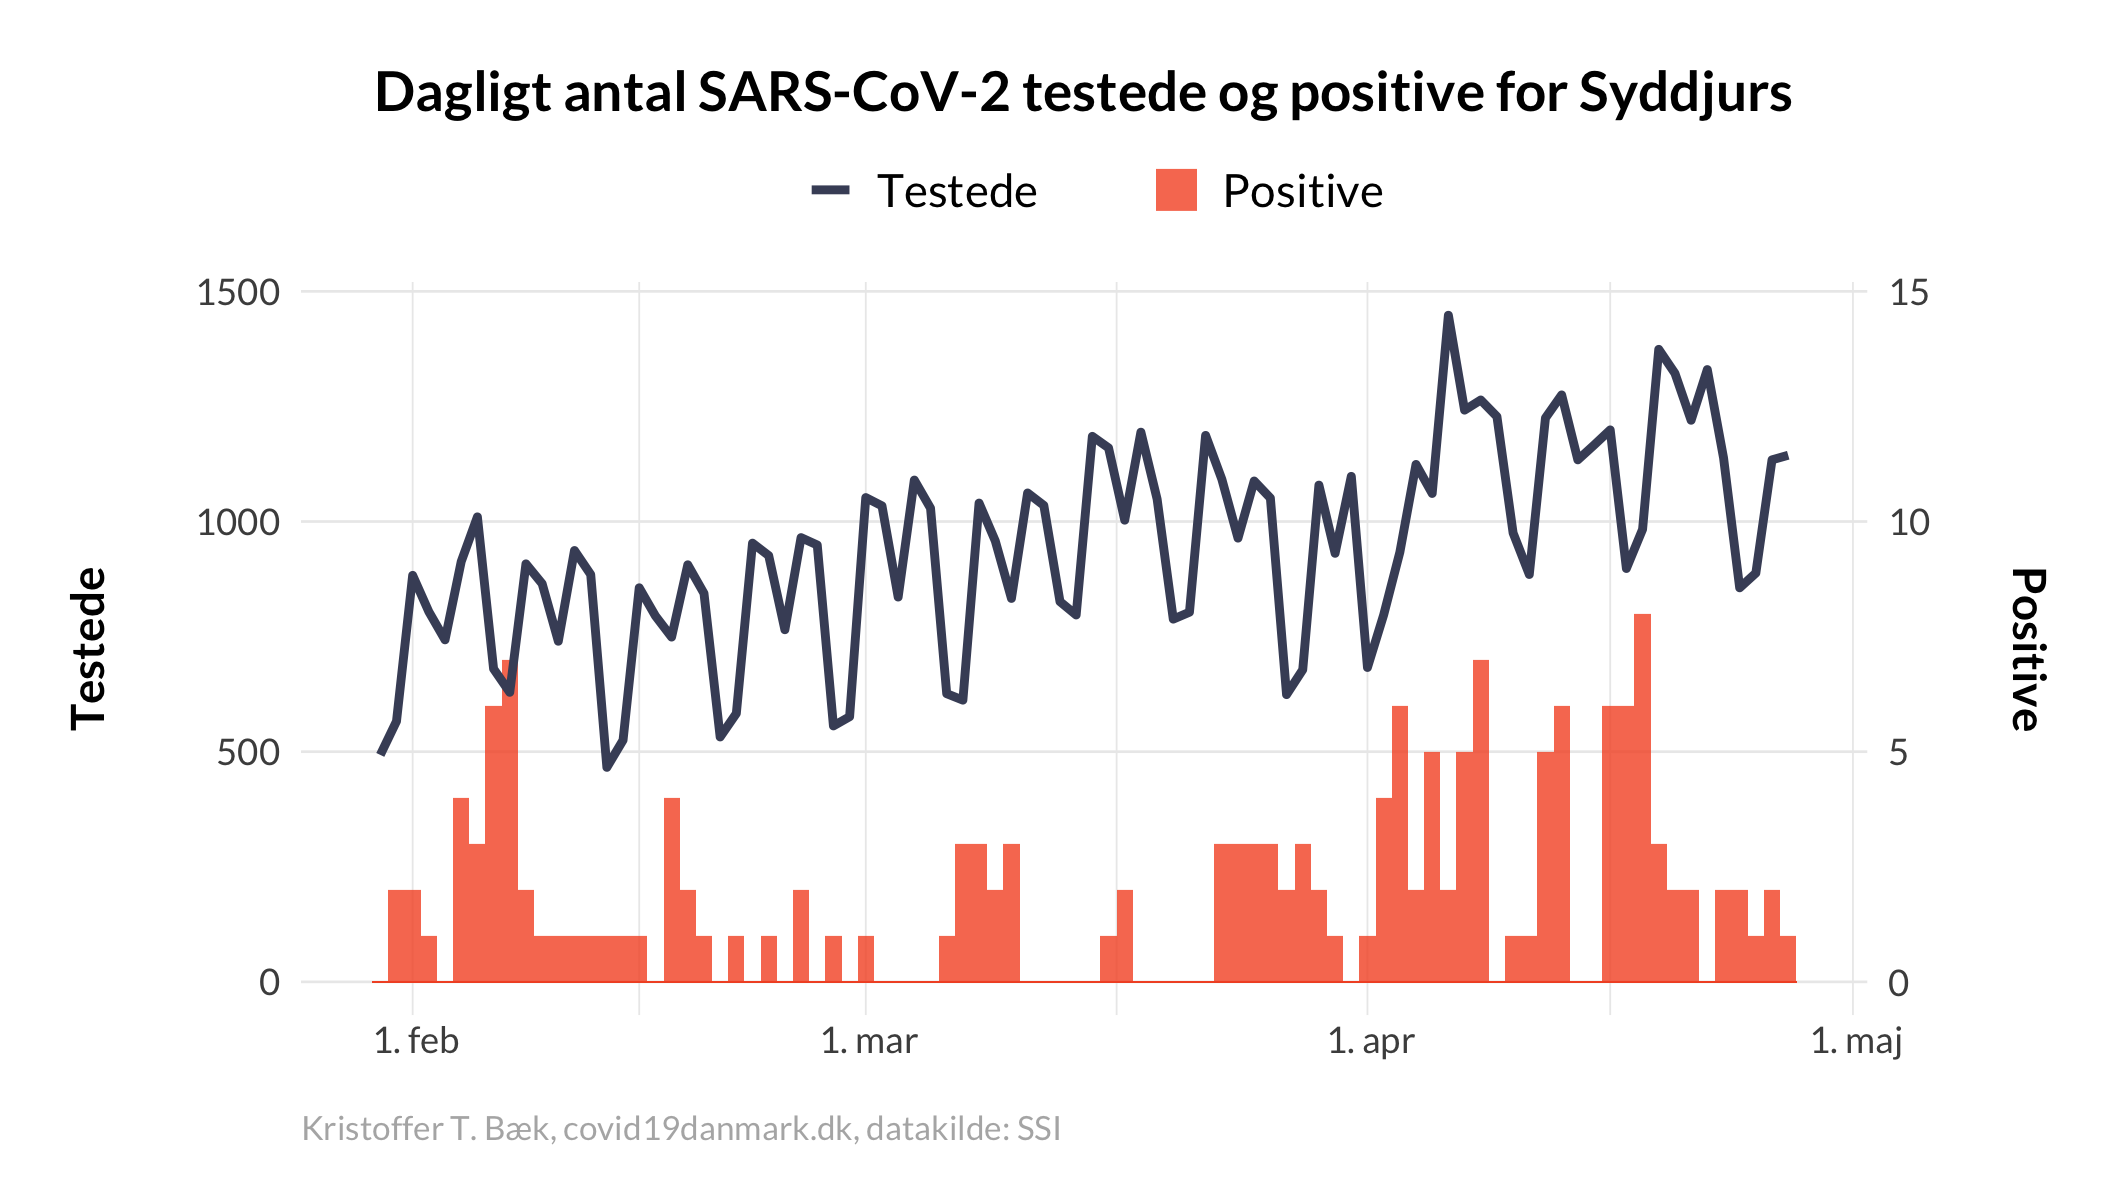 Dagligt antal SARS-CoV-2 testede og positive for Syddjurs
Testede
Positive
1500
1000
500
0
15
10
5
0
Testede
Positive
1. feb
1. mar
1. apr
1. maj
Kristoffer T. Bæk, covid19danmark.dk, datakilde: SSI